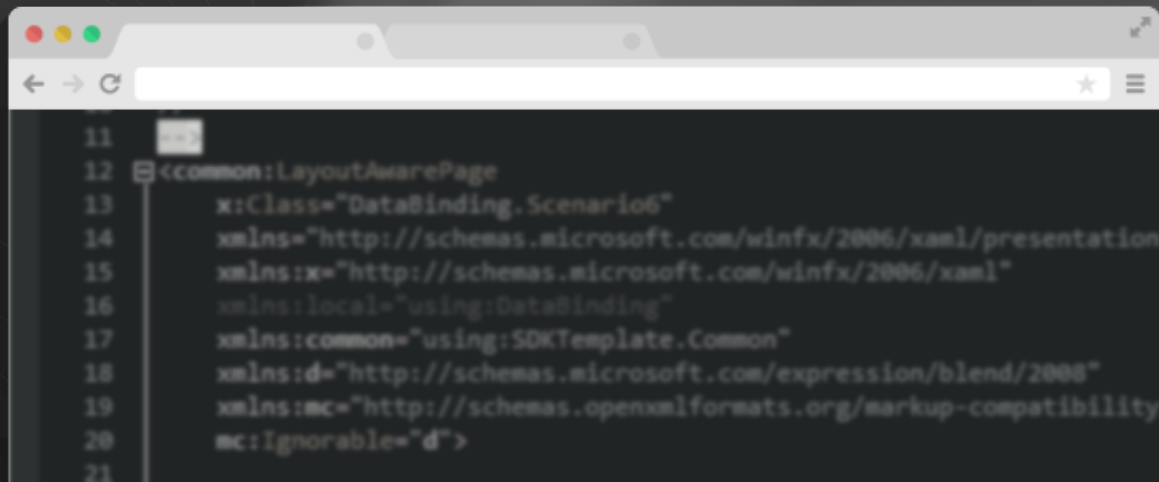 11 -->
12 <common:LayoutAwarePage
13 x:Class="DataBinding.Scenario6"
14 xmlns="http://schemas.microsoft.com/winfx/2006/xaml/presentation
15 xmlns:x="http://schemas.microsoft.com/winfx/2006/xaml"
16 xmlns:local="using:DataBinding"
17 xmlns:common="using:SDKTemplate.Common"
18 xmlns:d="http://schemas.microsoft.com/expression/blend/2008"
19 xmlns:mc="http://schemas.openxmlformats.org/markup-compatibility
20 mc:Ignorable="d">
21